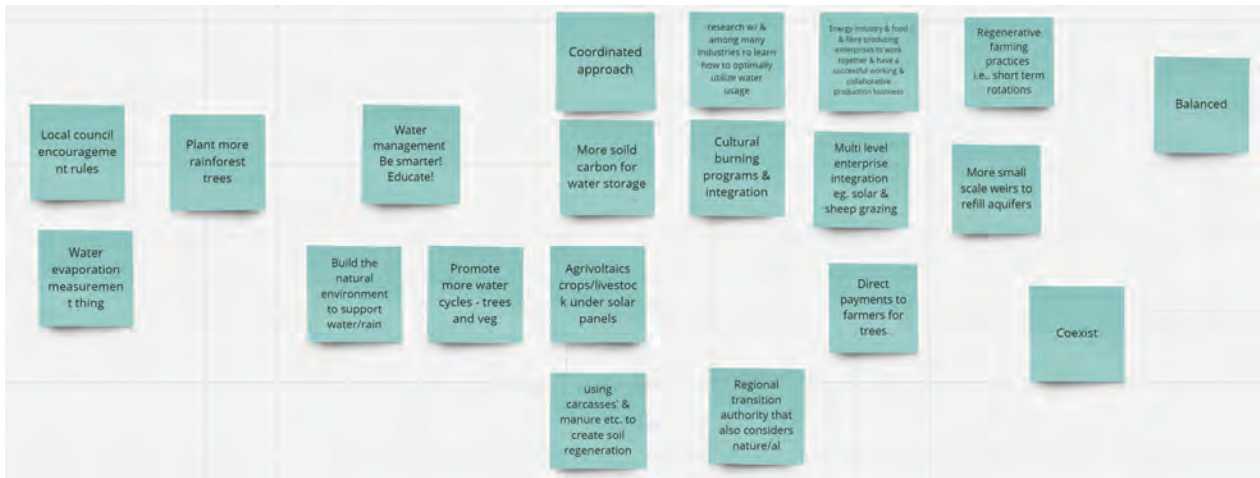 Coordinated
approach
research w/ & 
among many
industries ro learn
how to optimally
utilize water
usage
Energy industry & food
& fibre producing
enterprises to work
together & have a
successful working &
collaborative
production business
Regenerative
farming
practices
i.e.. short term
rotations
Balanced
Local council
encourageme
nt rules
Plant more
rainforest
trees
Water
management
Be smarter!
Educate!
More soild
carbon for
water storage
Cultural
burning
programs &
integration
Multi level
enterprise
integration
eg. solar &
sheep grazing
More small
scale weirs to
refill aquifers
Water
evaporation
measuremen
t thing
Build the
natural
environment
to support
water/rain
Promote
more water
cycles - trees
and veg
Agrivoltaics
crops/livestoc
k under solar
panels
Direct
payments to
farmers for
trees
Coexist
using
carcasses' &
manure etc. to
create soil
regeneration
Regional
transition
authority that
also considers
nature/al